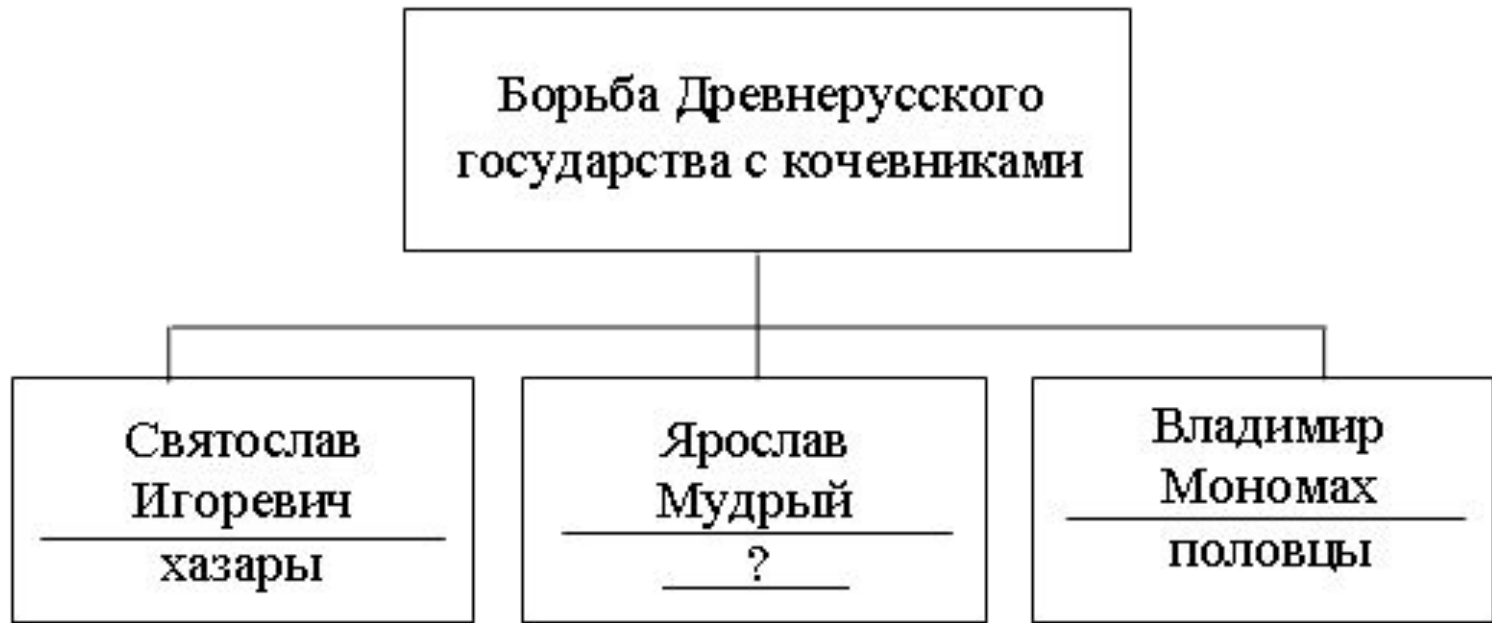 Борьба Древнерусского
государства с кочевниками
Святослав
Игоревич
хазары
Ярослав
Мудрый
?
Владимир
Мономах
половцы